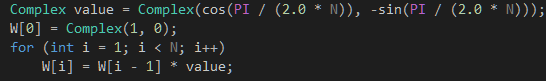 Complex value = Complex(cos(PI / (2.0 * N)), -sin(PI / (2.0 * N)));
W[0] = Complex(1, 0);
for (int i = 1; i < N; i++)
    W[i] = W[i - 1] * value;